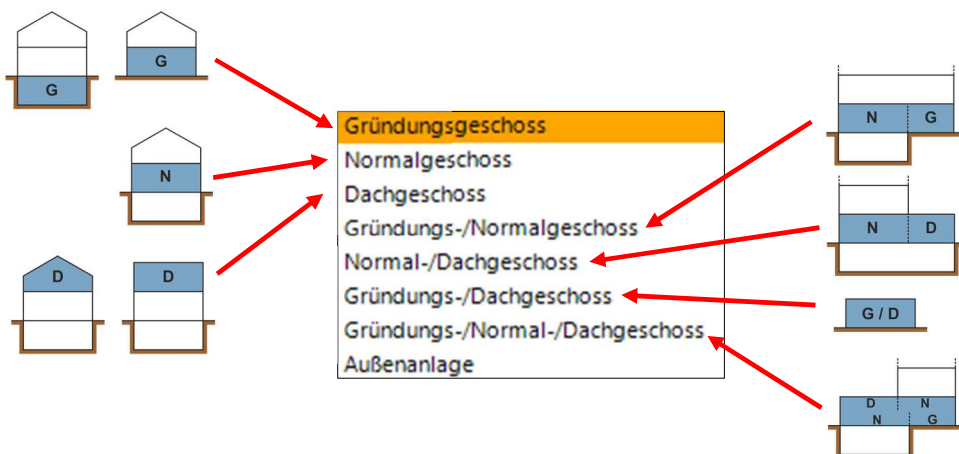 G
G
N
D
D
Gründungsgeschoss
Normalgeschoss
Dachgeschoss
Gründungs-/Normalgeschoss
Normal-/Dachgeschoss
Gründungs-/Dachgeschoss
Gründungs-/Normal-/Dachgeschoss
Außenanlage
N G
N D
G / D
D N
N G